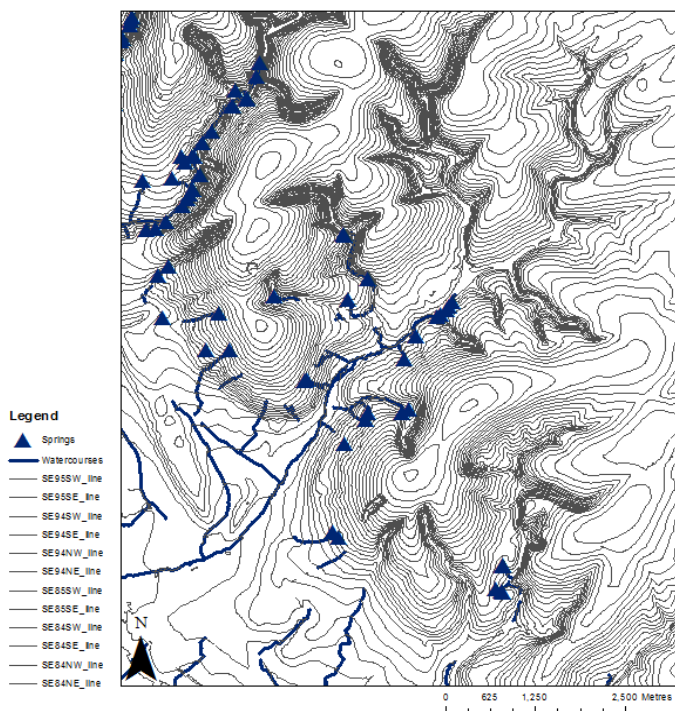 Legend
Springs
Watercourses
SE95SW_line
SE95SE_line
SE94SW_line
SE94SE_line
SE94NW_line
SE94NE_line
SE85SW_line
SE85SE_line
SE84SW_line
SE84SE_line
SE84NW_line
SE84NE_line
N
0 625 1,250 2,500 Metres